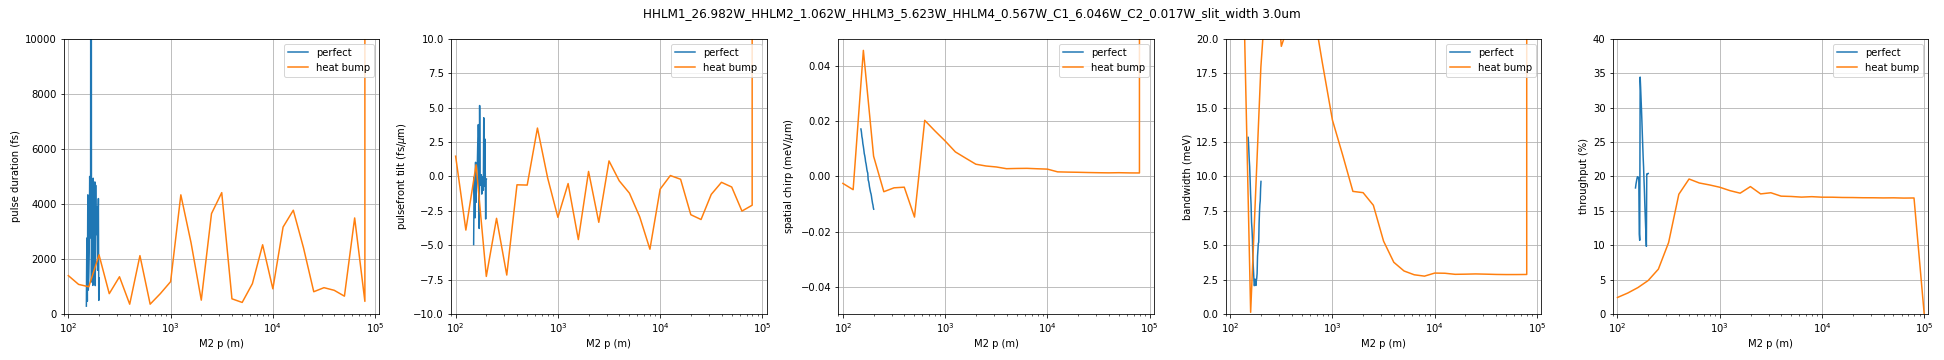 HHLM1_26.982W_HHLM2_1.062W_HHLM3_5.623W_HHLM4_0.567W_C1_6.046W_C2_0.017W_slit_width 3.0um
pulse duration (fs)
10000
8000
6000
4000
2000
0
10²
10³
10⁴
10⁵
M2 p (m)
perfect
heat bump
pulsefront tilt (fs/μm)
10.0
7.5
5.0
2.5
0.0
−2.5
−5.0
−7.5
−10.0
10²
10³
10⁴
10⁵
M2 p (m)
perfect
heat bump
spatial chirp (meV/μm)
0.04
0.02
0.00
−0.02
−0.04
10²
10³
10⁴
10⁵
M2 p (m)
perfect
heat bump
bandwidth (meV)
20.0
17.5
15.0
12.5
10.0
7.5
5.0
2.5
0.0
10²
10³
10⁴
10⁵
M2 p (m)
perfect
heat bump
throughput (%)
40
35
30
25
20
15
10
5
0
10²
10³
10⁴
10⁵
M2 p (m)
perfect
heat bump